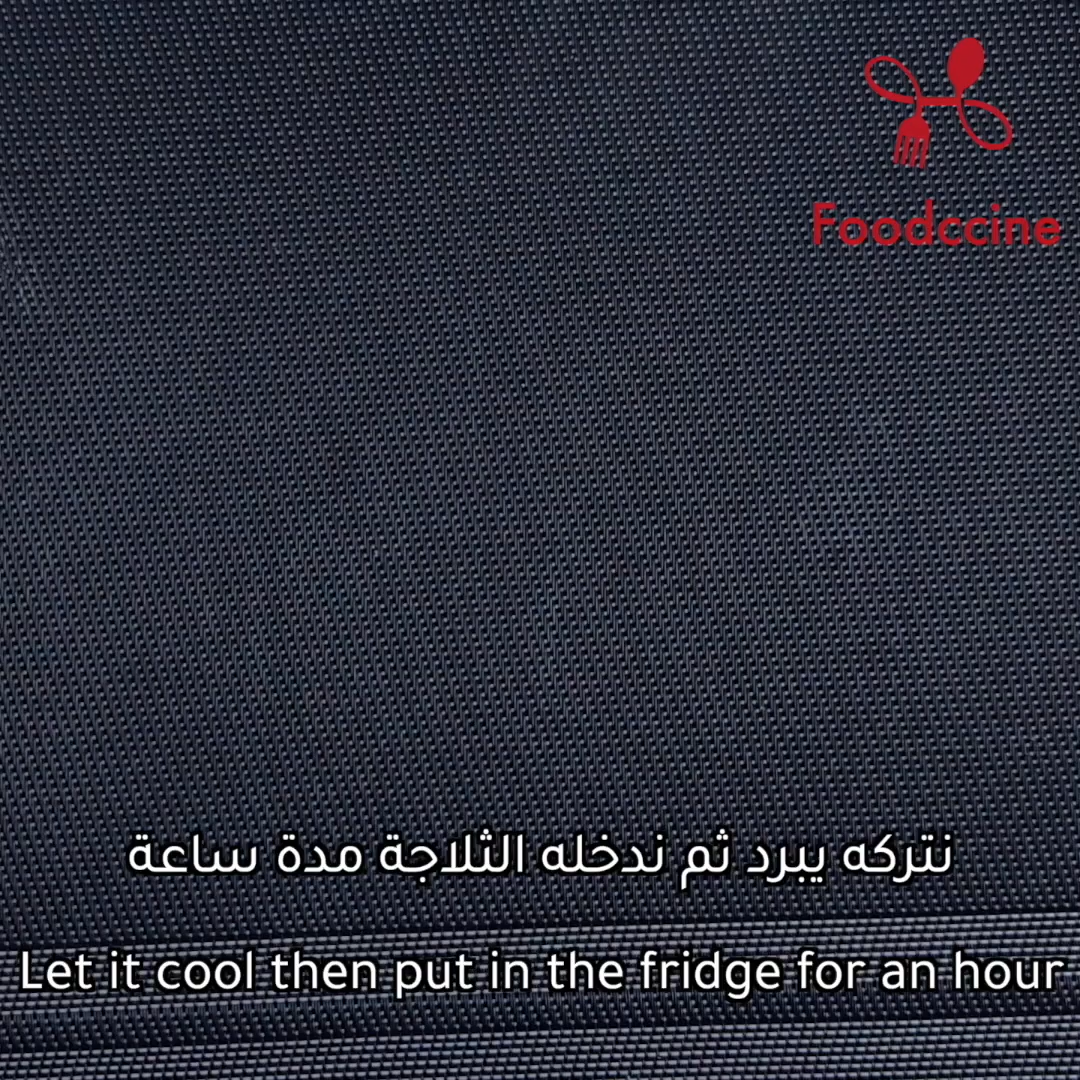 Foodccine
نتركه يبرد ثم ندخله الثلاجة مدة ساعة
Let it cool then put in the fridge for an hour